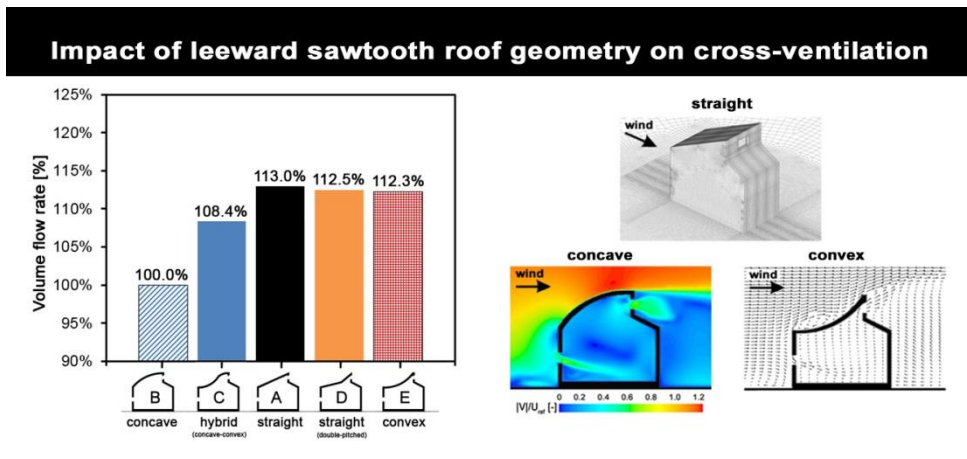 Impact of leeward sawtooth roof geometry on cross-ventilation
Volume flow rate [%]
125%
120%
115%
110%
105%
100%
95%
90%
100.0%
108.4%
113.0%
112.5%
112.3%
B
C
A
D
E
concave
hybrid
(concave-convex)
straight
straight
(double-pitched)
convex
straight
wind
concave
wind
|V|/Uref [-]
0 0.2 0.4 0.6 0.8 1.0 1.2
convex
wind